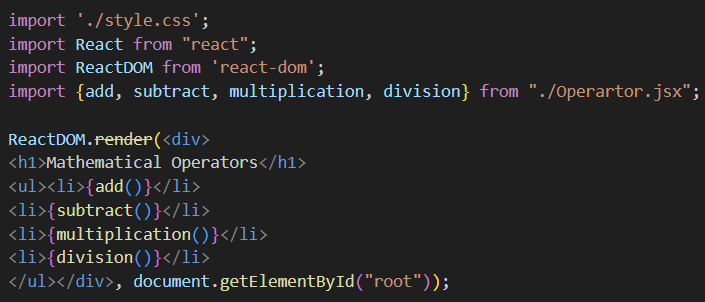 import './style.css';
import React from "react";
import ReactDOM from 'react-dom';
import {add, subtract, multiplication, division} from "./Operartor.jsx";
ReactDOM.render(<div>
<h1>Mathematical Operators</h1>
<ul><li>{add()}</li>
<li>{subtract()}</li>
<li>{multiplication()}</li>
<li>{division()}</li>
</ul></div>, document.getElementById("root"));